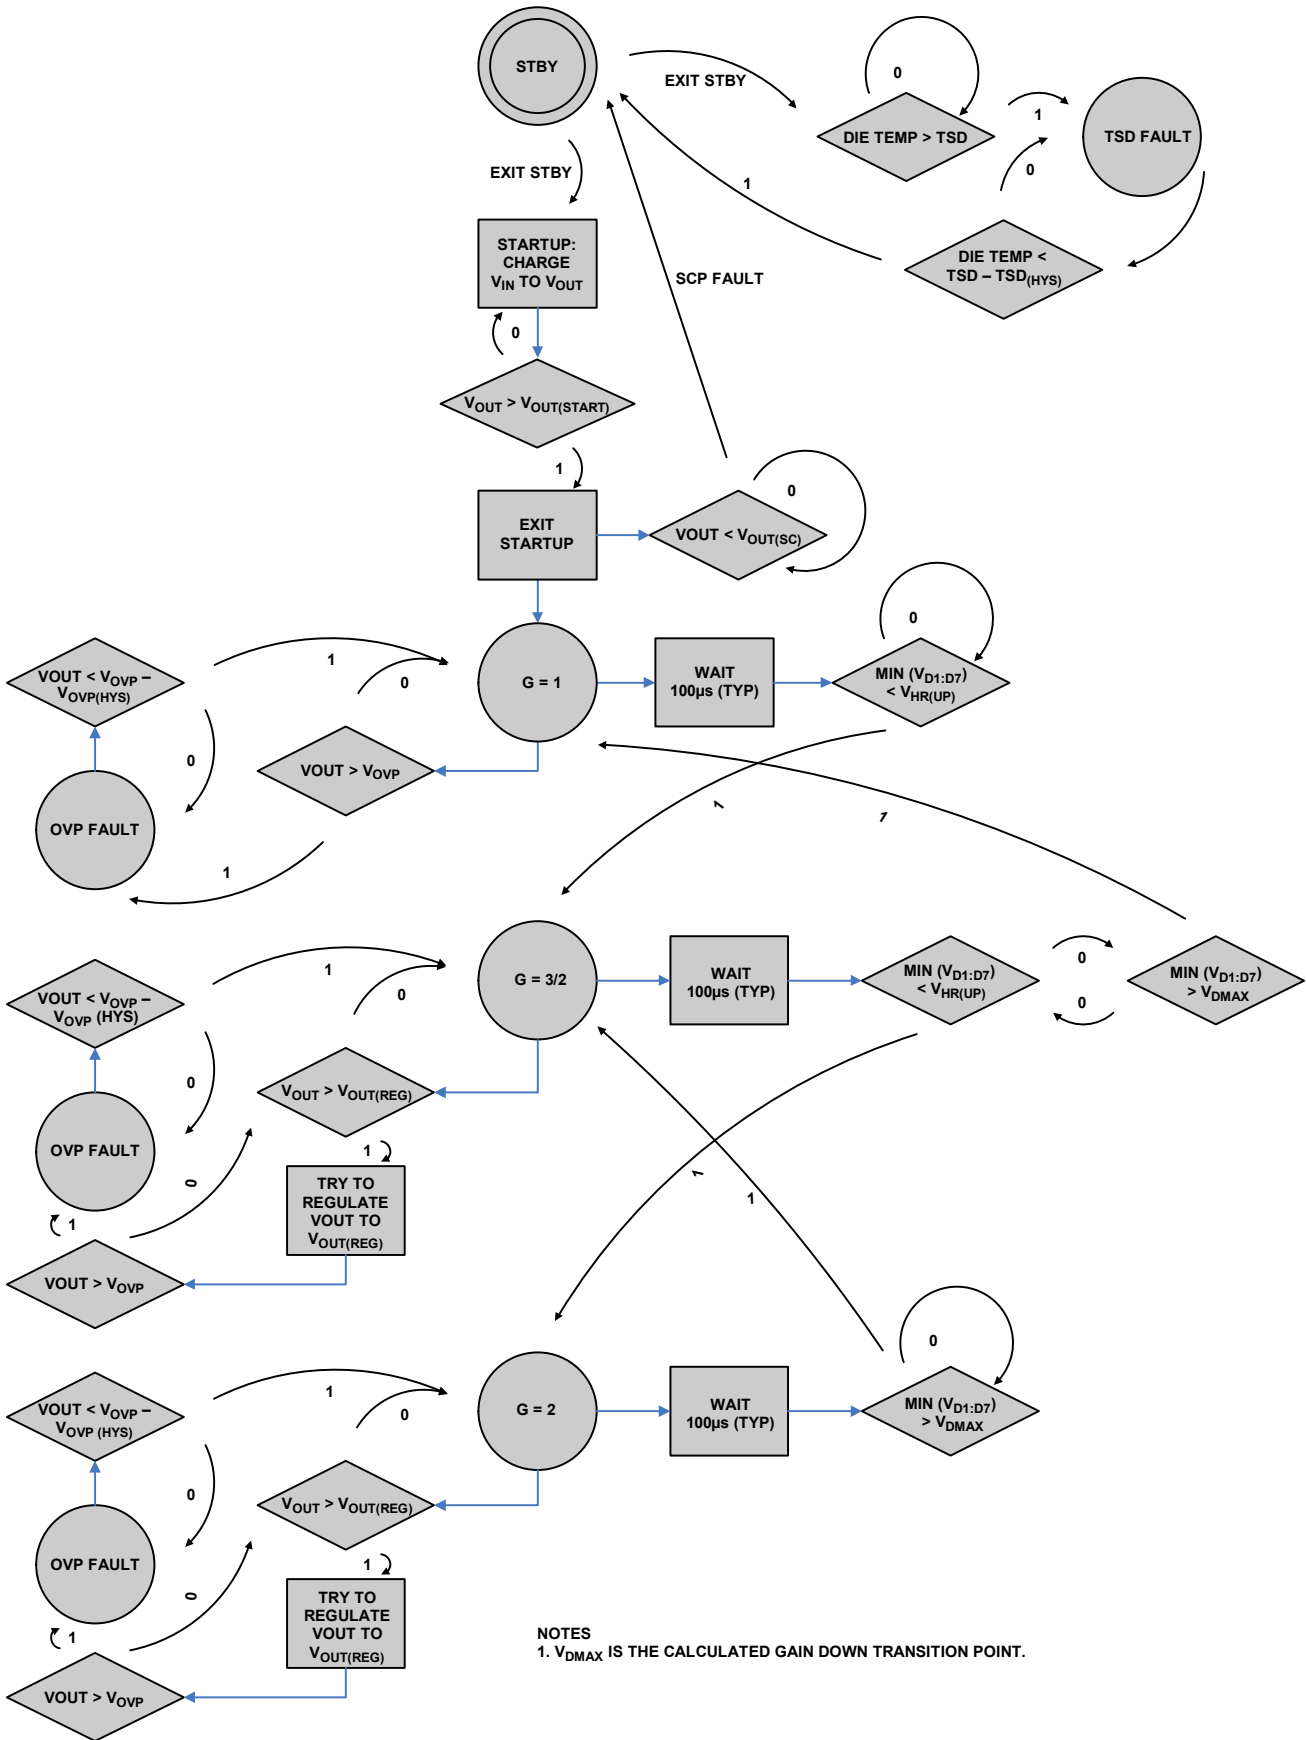 STBY
EXIT STBY
0
DIE TEMP > TSD
1
TSD FAULT
0
EXIT STBY
1
STARTUP:
CHARGE
VIN TO VOUT
DIE TEMP <
TSD – TSD(HYS)
SCP FAULT
0
VOUT > VOUT(START)
1
0
EXIT
STARTUP
VOUT < VOUT(SC)
0
VOUT < VOVP –
VOVP(HYS)
1
0
G = 1
WAIT
100µs (TYP)
MIN (VD1:D7)
< VHR(UP)
0
VOUT > VOVP
OVP FAULT
1
1
1
VOUT < VOVP –
VOVP (HYS)
1
0
G = 3/2
WAIT
100µs (TYP)
MIN (VD1:D7)
< VHR(UP)
0
0
MIN (VD1:D7)
> VDMAX
0
VOUT > VOUT(REG)
OVP FAULT
1
0
1
TRY TO
REGULATE
VOUT TO
VOUT(REG)
1
1
VOUT > VOVP
0
VOUT < VOVP –
VOVP (HYS)
1
0
G = 2
WAIT
100µs (TYP)
MIN (VD1:D7)
> VDMAX
0
VOUT > VOUT(REG)
OVP FAULT
1
0
1
TRY TO
REGULATE
VOUT TO
VOUT(REG)
VOUT > VOVP
NOTES
1. VDMAX IS THE CALCULATED GAIN DOWN TRANSITION POINT.